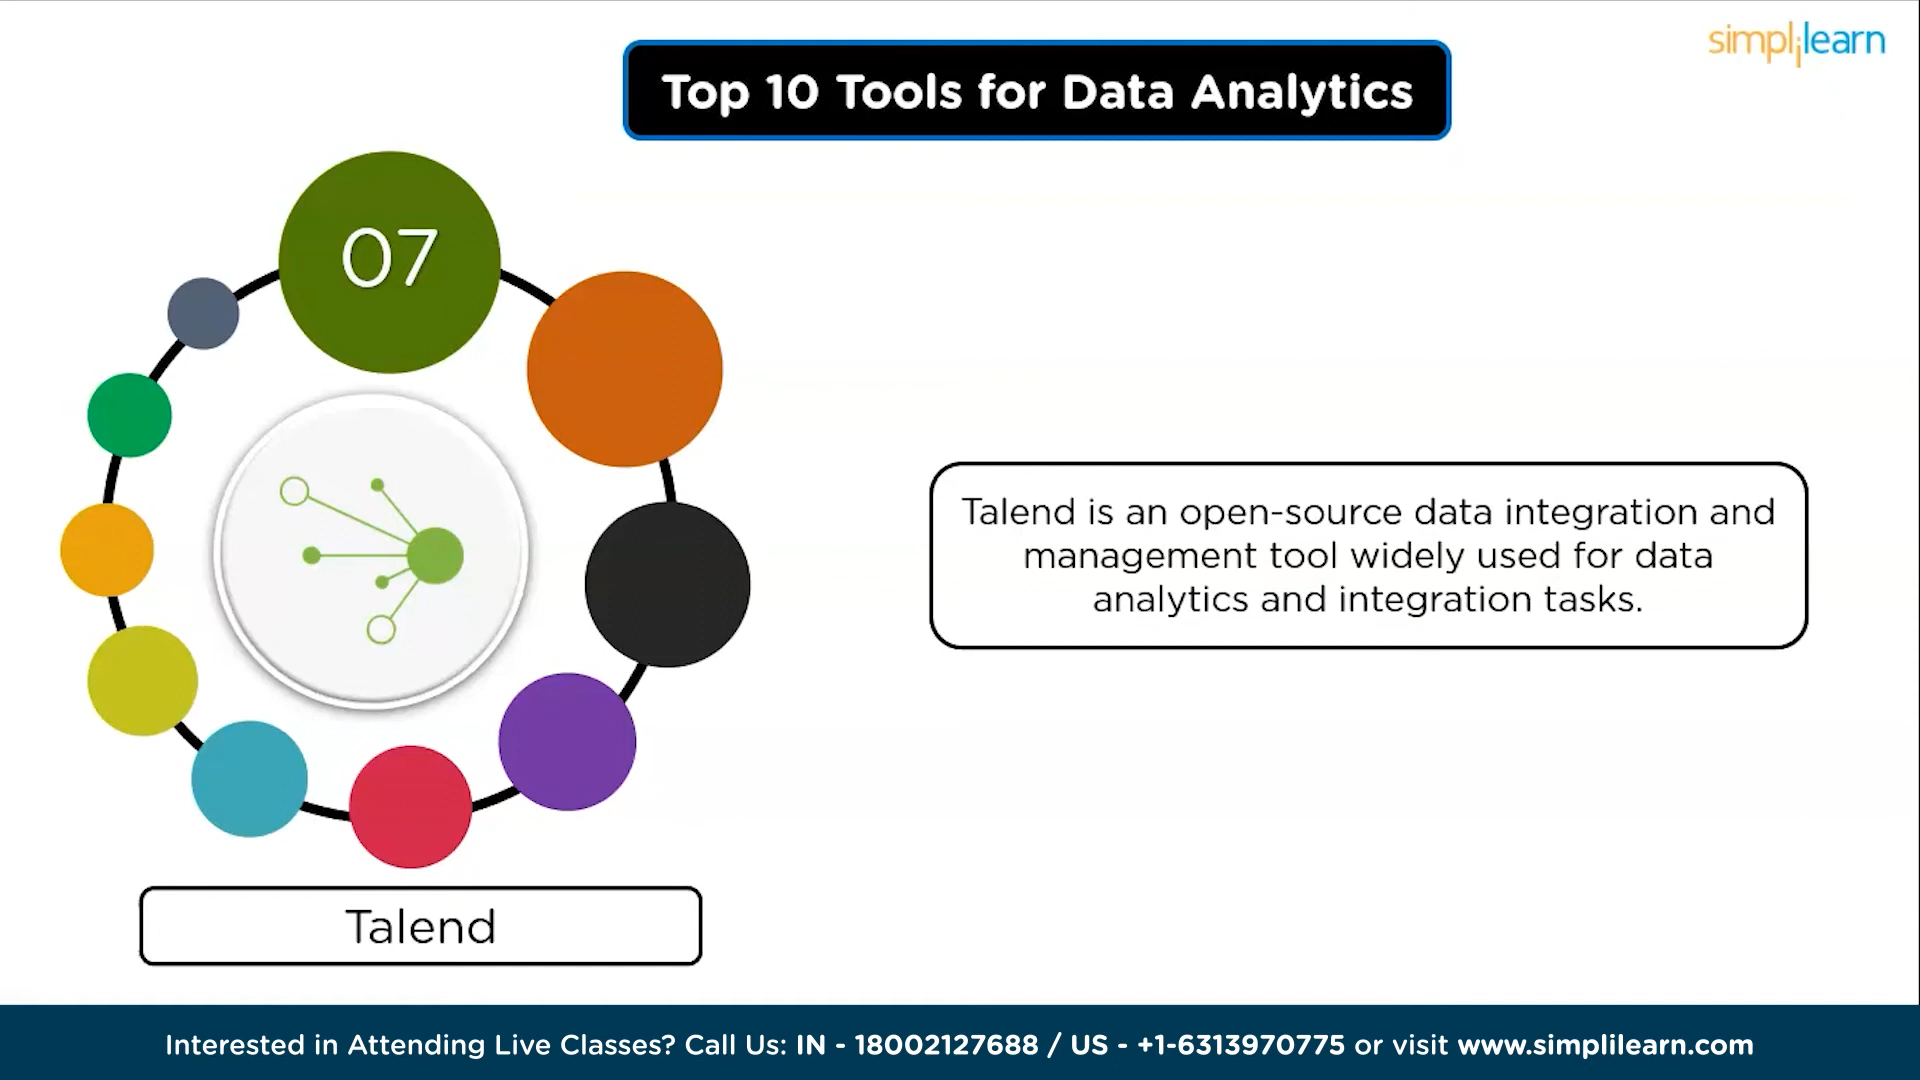 simplilearn
Top 10 Tools for Data Analytics
07
Talend is an open-source data integration and
management tool widely used for data
analytics and integration tasks.
Talend
Interested in Attending Live Classes? Call Us: IN - 18002127688 / US - +1-6313970775 or visit www.simplilearn.com